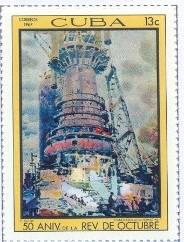 CORREOS
1967
CUBA
13c
50 ANIV. DE LA REV. DE OCTUBRE